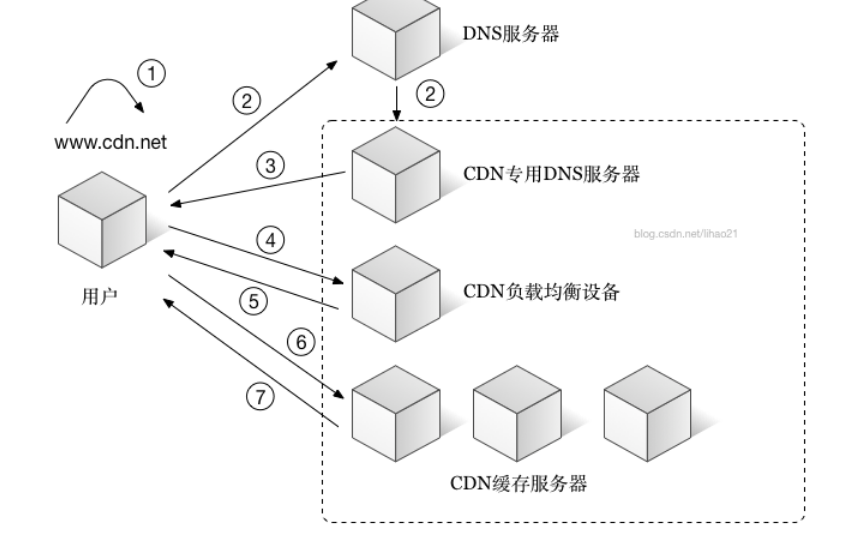 DNS服务器
①
②
②
www.cdn.net
③
CDN专用DNS服务器
blog.csdn.net/lihao21
④
用户
⑤
CDN负载均衡设备
⑥
⑦
CDN缓存服务器